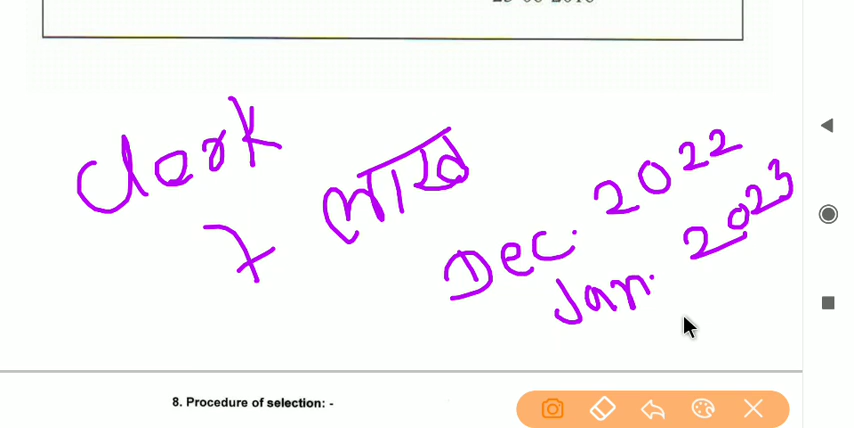 Clerk
7 লাখ
Dec. 2022
Jan. 2023
8. Procedure of selection: -